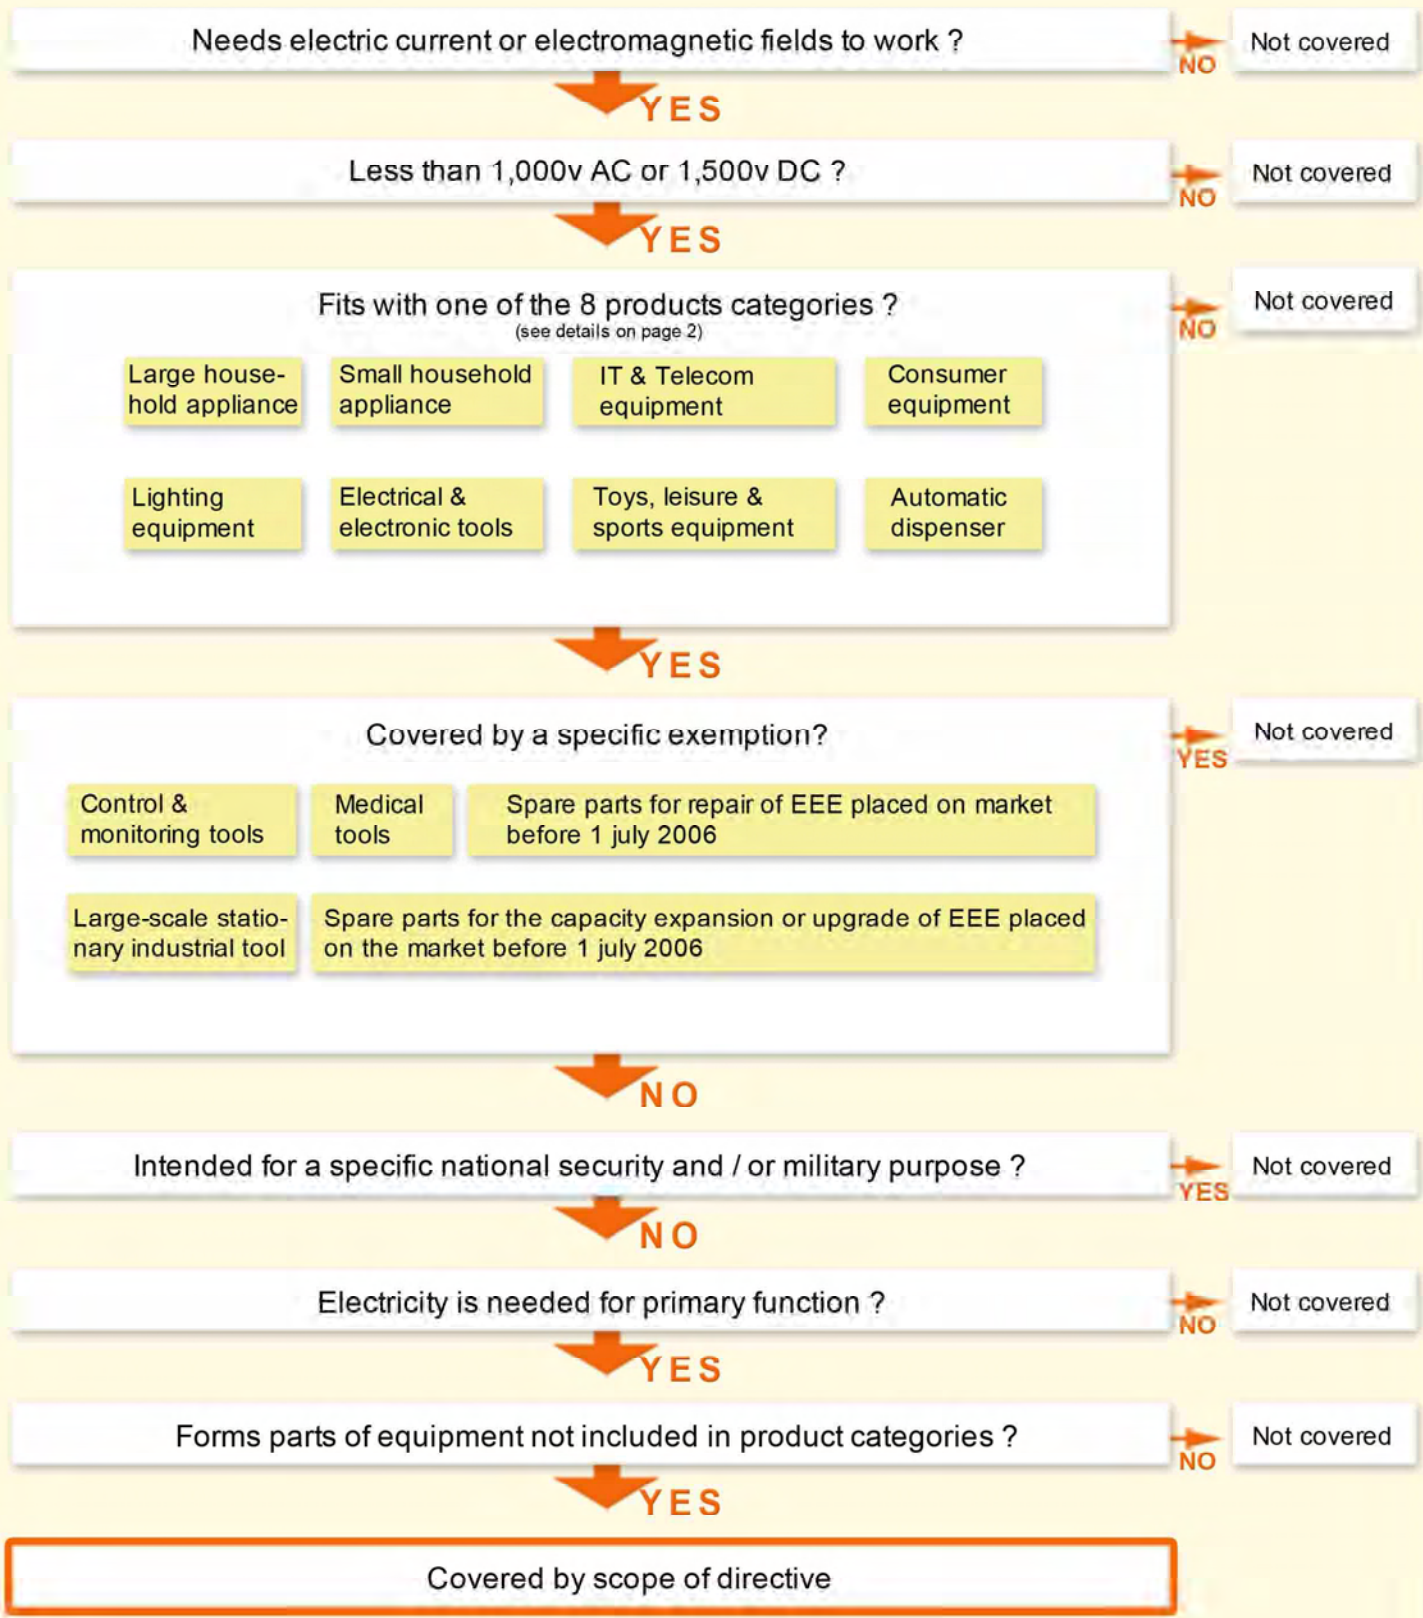 Needs electric current or electromagnetic fields to work ?
Not covered
NO
YES
Less than 1,000v AC or 1,500v DC ?
Not covered
NO
YES
Fits with one of the 8 products categories ?
(see details on page 2)
Not covered
NO
Large house-
hold appliance
Small household
appliance
IT & Telecom
equipment
Consumer
equipment
Lighting
equipment
Electrical &
electronic tools
Toys, leisure &
sports equipment
Automatic
dispenser
YES
Covered by a specific exemption?
Not covered
YES
Control &
monitoring tools
Medical
tools
Spare parts for repair of EEE placed on market
before 1 july 2006
Large-scale statio-
nary industrial tool
Spare parts for the capacity expansion or upgrade of EEE placed
on the market before 1 july 2006
NO
Intended for a specific national security and / or military purpose ?
Not covered
YES
NO
Electricity is needed for primary function ?
Not covered
NO
YES
Forms parts of equipment not included in product categories ?
Not covered
NO
YES
Covered by scope of directive